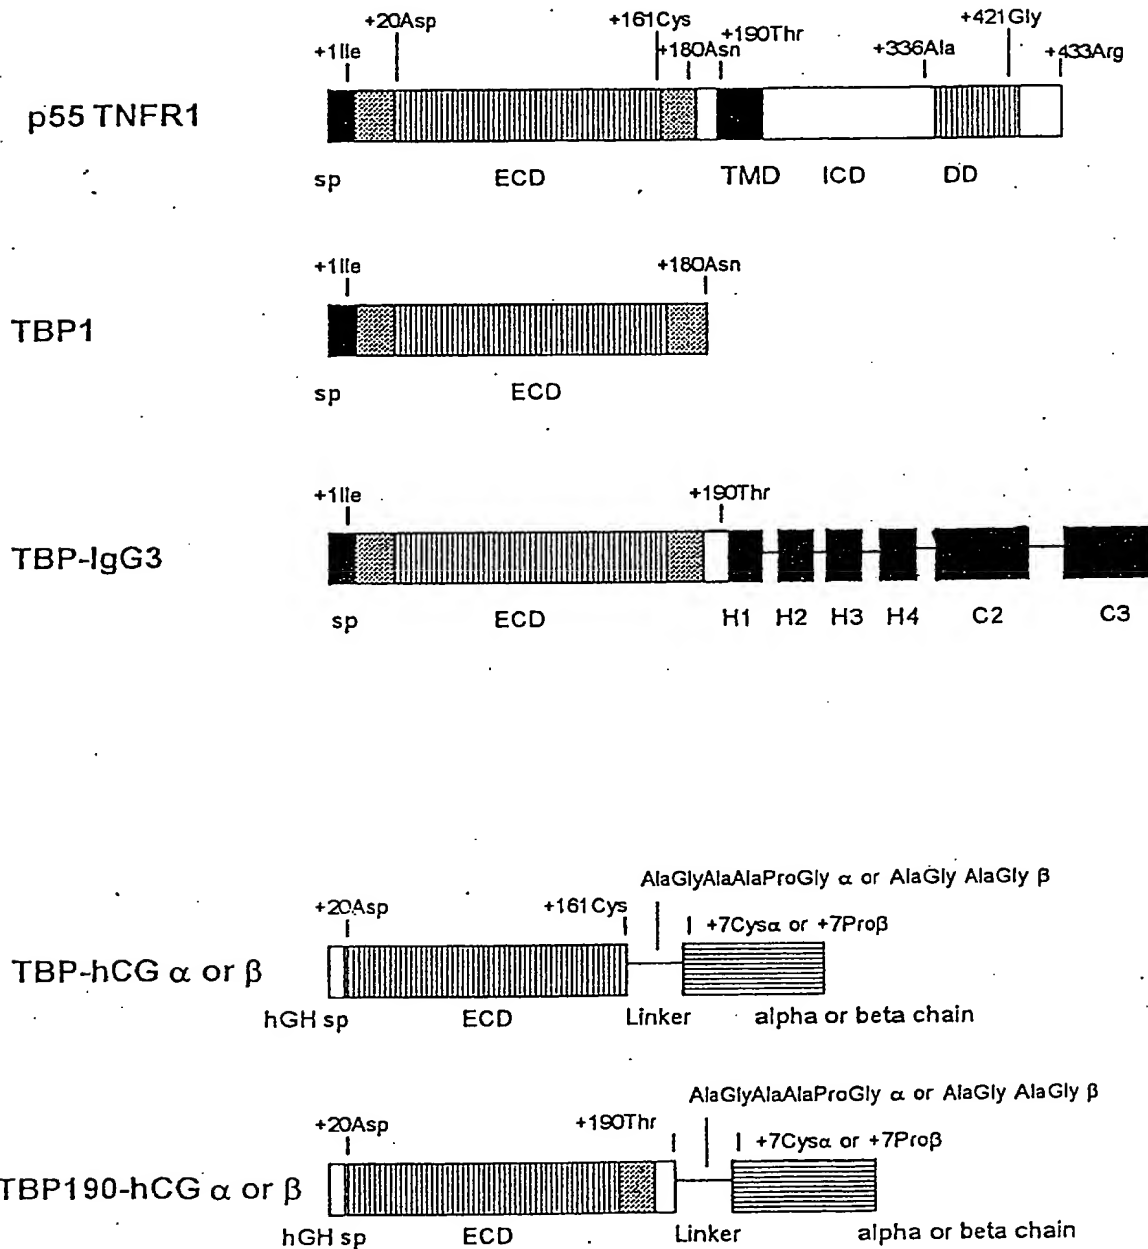 +421Gly
+20Asp +161Cys +190Thr
+1Ile +180Asn +336Ala +433Arg
p55 TNFR1
sp ECD TMD ICD DD
+1Ile +180Asn
TBP1
sp ECD
+1Ile +190Thr
TBP-IgG3
sp ECD H1 H2 H3 H4 C2 C3
AlaGlyAlaAlaProGly α or AlaGly AlaGly β
+20Asp +161Cys +7Cysα or +7Proβ
TBP-hCG α or β
hGH sp ECD Linker alpha or beta chain
AlaGlyAlaAlaProGly α or AlaGly AlaGly β
+20Asp +190Thr +7Cysα or +7Proβ
TBP190-hCG α or β
hGH sp ECD Linker alpha or beta chain